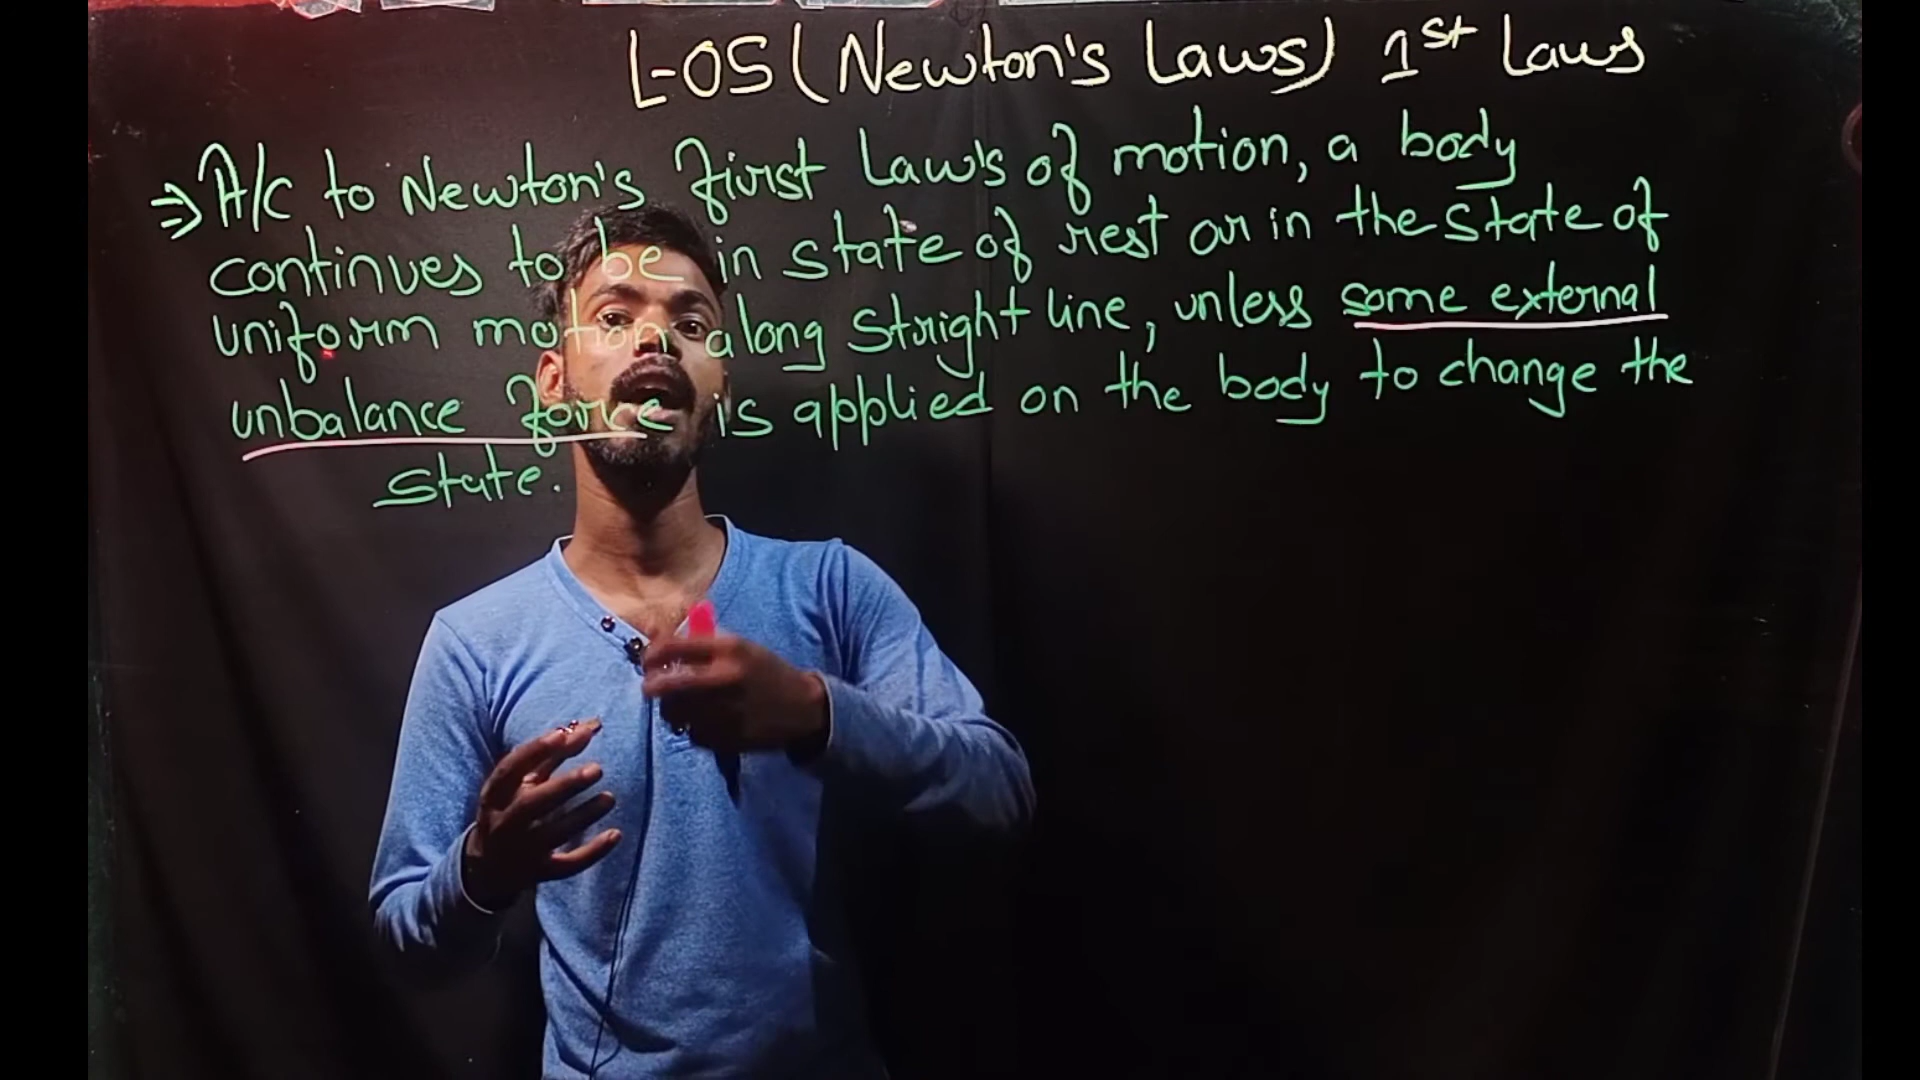 L-05 (Newton's Laws) 1st Laws
⇒ A/c to Newton's first Law's of motion, a body
continues to be in state of rest or in the state of
uniform motion along stright line, unless some external
unbalance force is applied on the body to change the
state.